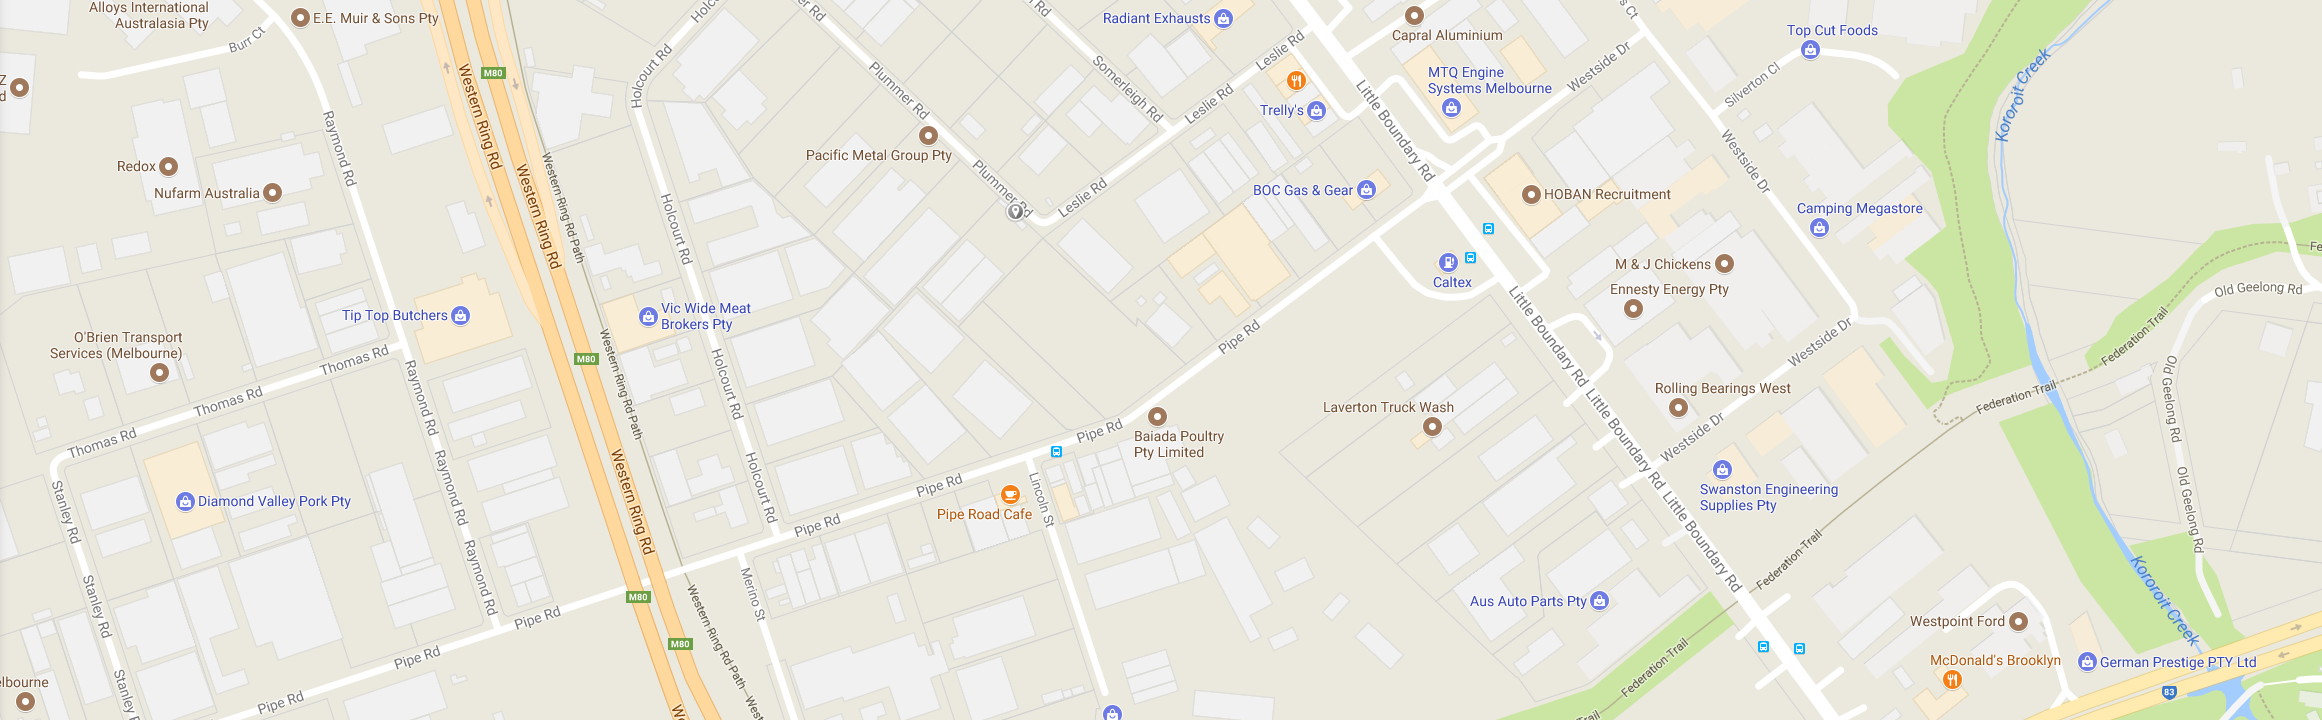 Alloys International
Australasia Pty
E.E. Muir & Sons Pty
Burr Ct
Raymond Rd
Redox
Nufarm Australia
Western Ring Rd
M80
Western Ring Rd
Western Ring Rd Path
Holcourt Rd
Holcourt Rd
Plummer Rd
Pacific Metal Group Pty
Plummer Rd
Leslie Rd
Somerleigh Rd
Leslie Rd
Leslie Rd
Radiant Exhausts
Trelly's
BOC Gas & Gear
Capral Aluminium
MTQ Engine
Systems Melbourne
Little Boundary Rd
Westside Dr
HOBAN Recruitment
Top Cut Foods
Silverton Cl
Westside Dr
Camping Megastore
Kororoit Creek
M & J Chickens
Ennesty Energy Pty
Caltex
Old Geelong Rd
Tip Top Butchers
Vic Wide Meat
Brokers Pty
O'Brien Transport
Services (Melbourne)
Thomas Rd
Thomas Rd
Thomas Rd
M80
Western Ring Rd Path
Holcourt Rd
Pipe Rd
Little Boundary Rd
Westside Dr
Federation Trail
Federation Trail
Old Geelong Rd
Raymond Rd
Raymond Rd
Raymond Rd
Diamond Valley Pork Pty
Stanley Rd
Stanley Rd
Western Ring Rd
Holcourt Rd
Pipe Rd
Pipe Rd
Pipe Rd
Baiada Poultry
Pty Limited
Pipe Road Cafe
Lincoln St
Laverton Truck Wash
Rolling Bearings West
Little Boundary Rd
Westside Dr
Swanston Engineering
Supplies Pty
Old Geelong Rd
Little Boundary Rd
Federation Trail
Kororoit Creek
Merino St
M80
M80
Western Ring Rd Path
Pipe Rd
Pipe Rd
Pipe Rd
Aus Auto Parts Pty
Federation Trail
Westpoint Ford
McDonald's Brooklyn
German Prestige PTY Ltd
83